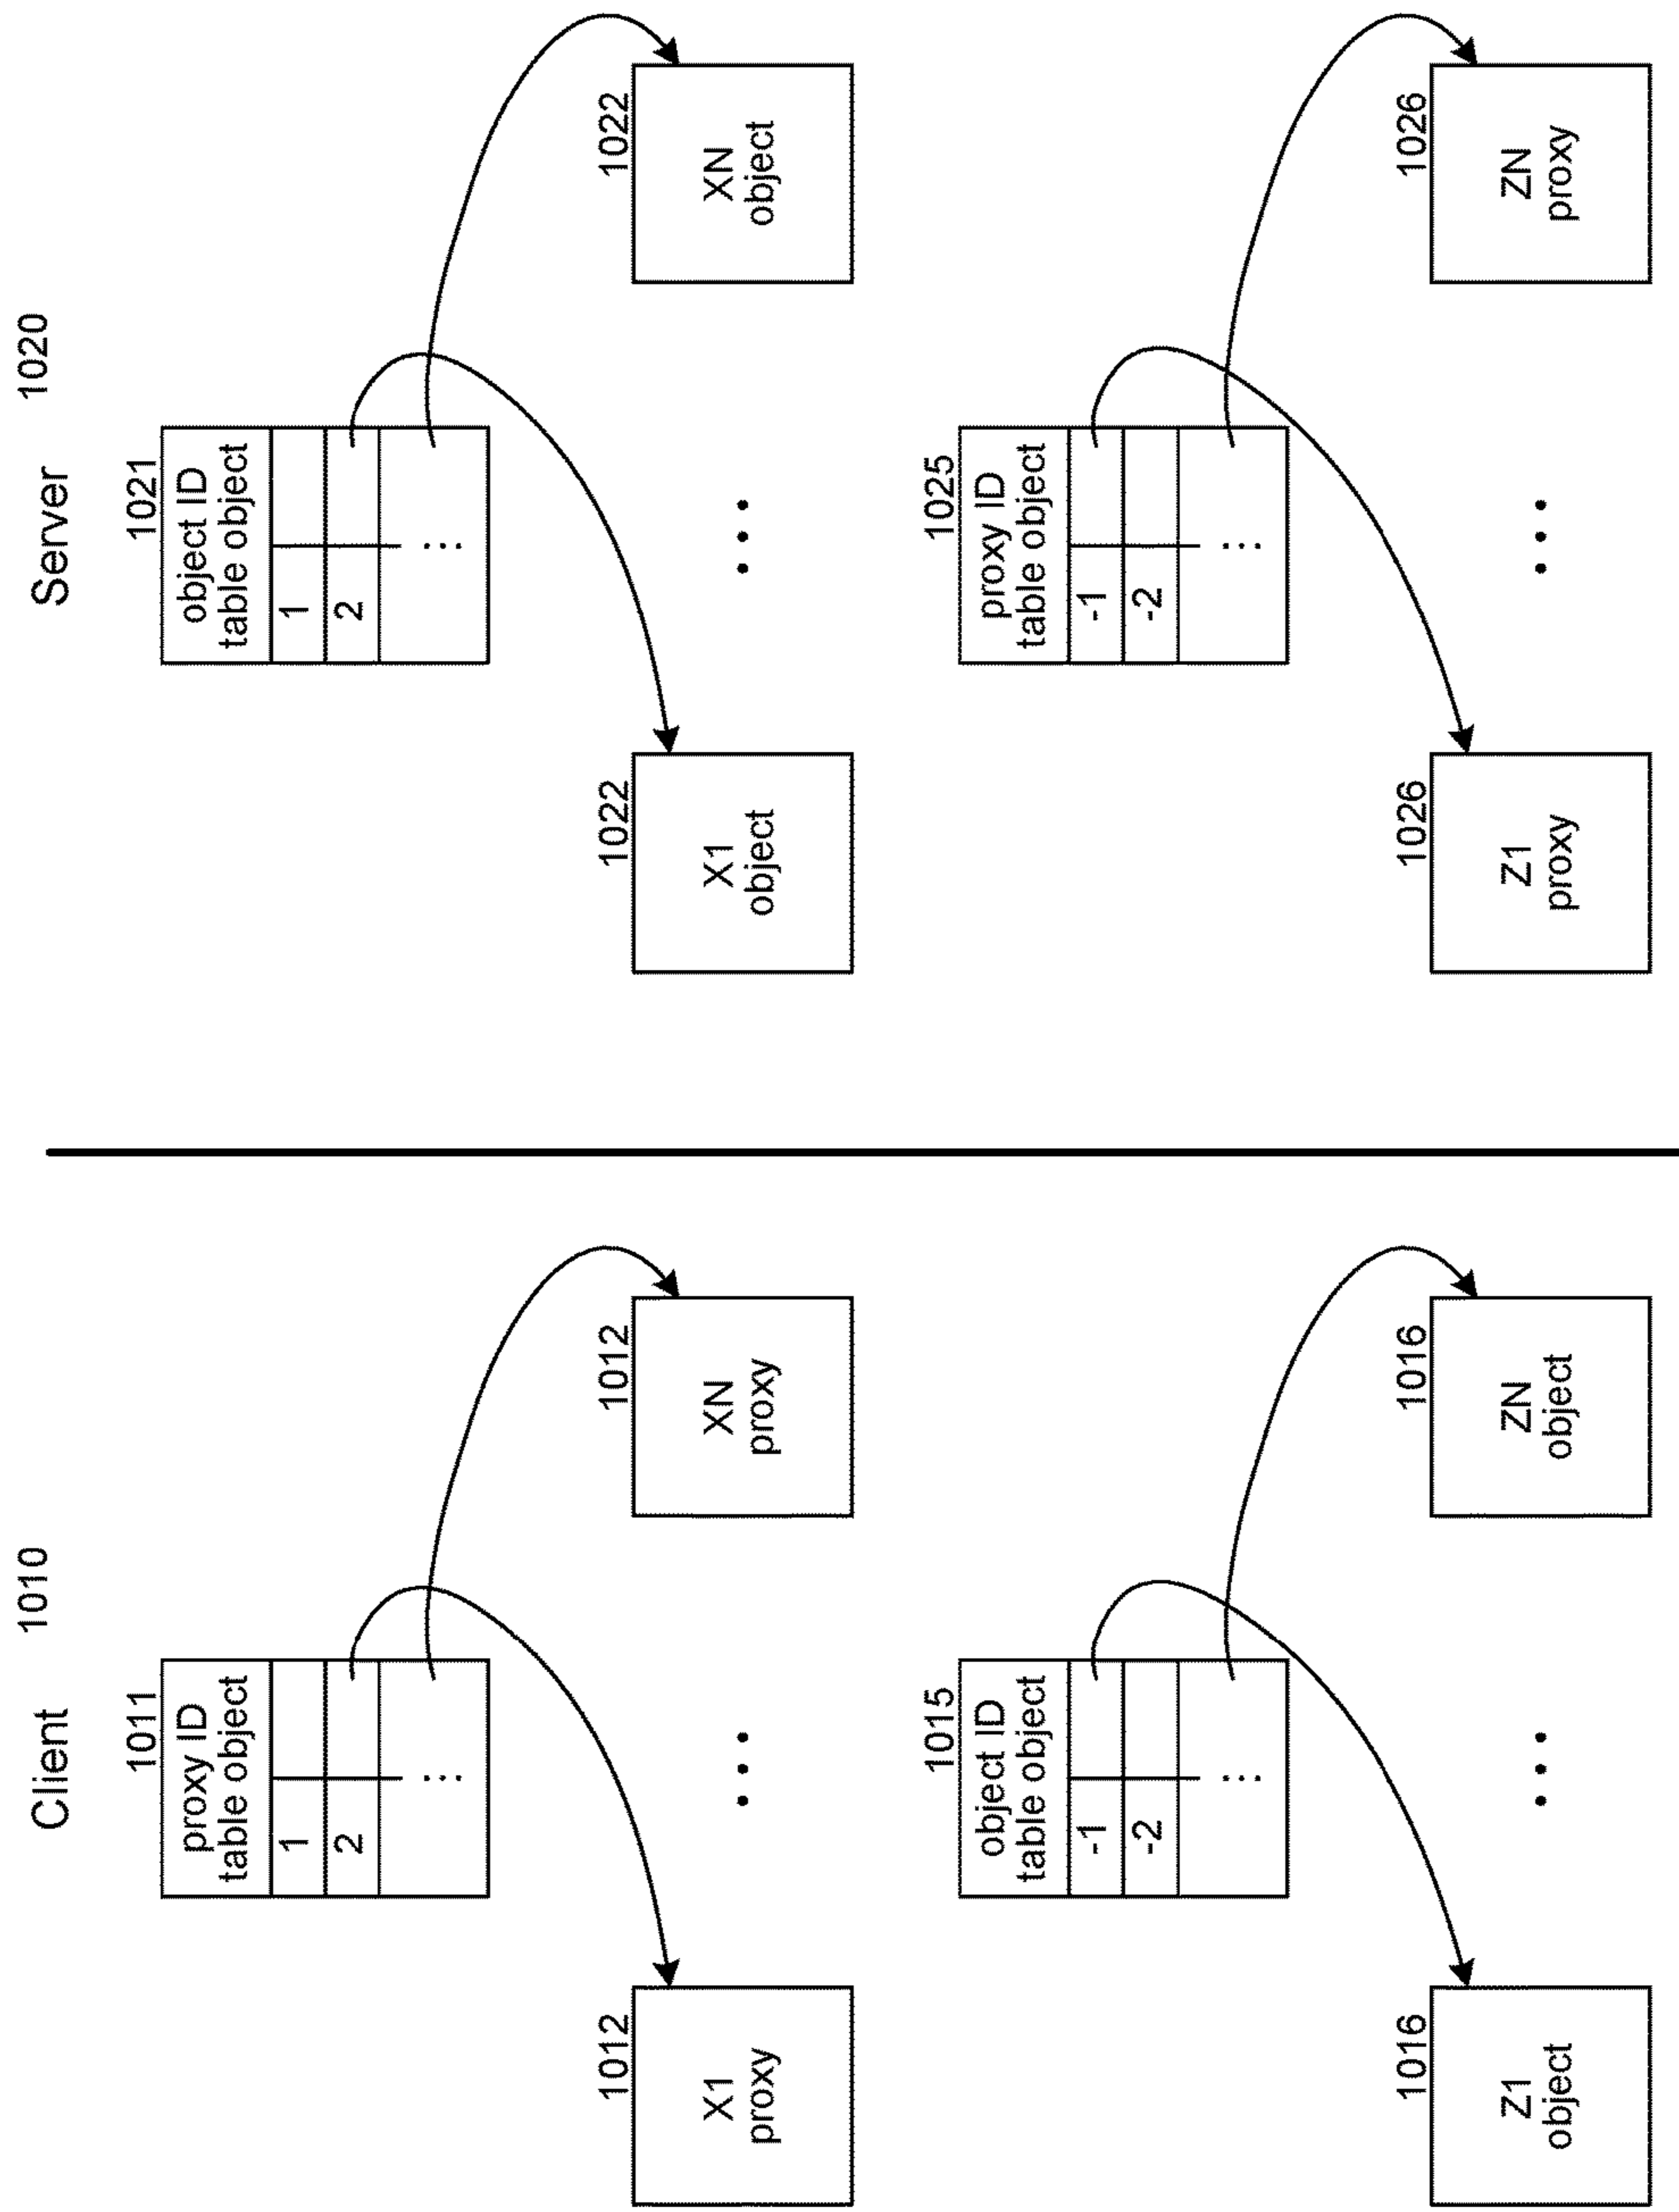 Client 1010
1011
proxy ID
table object
1
2
...
1012
X1
proxy
...
1012
XN
proxy
1015
object ID
table object
-1
-2
...
1016
Z1
object
...
1016
ZN
object
Server 1020
1021
object ID
table object
1
2
...
1022
X1
object
...
1022
XN
object
1025
proxy ID
table object
-1
-2
...
1026
Z1
proxy
...
1026
ZN
proxy